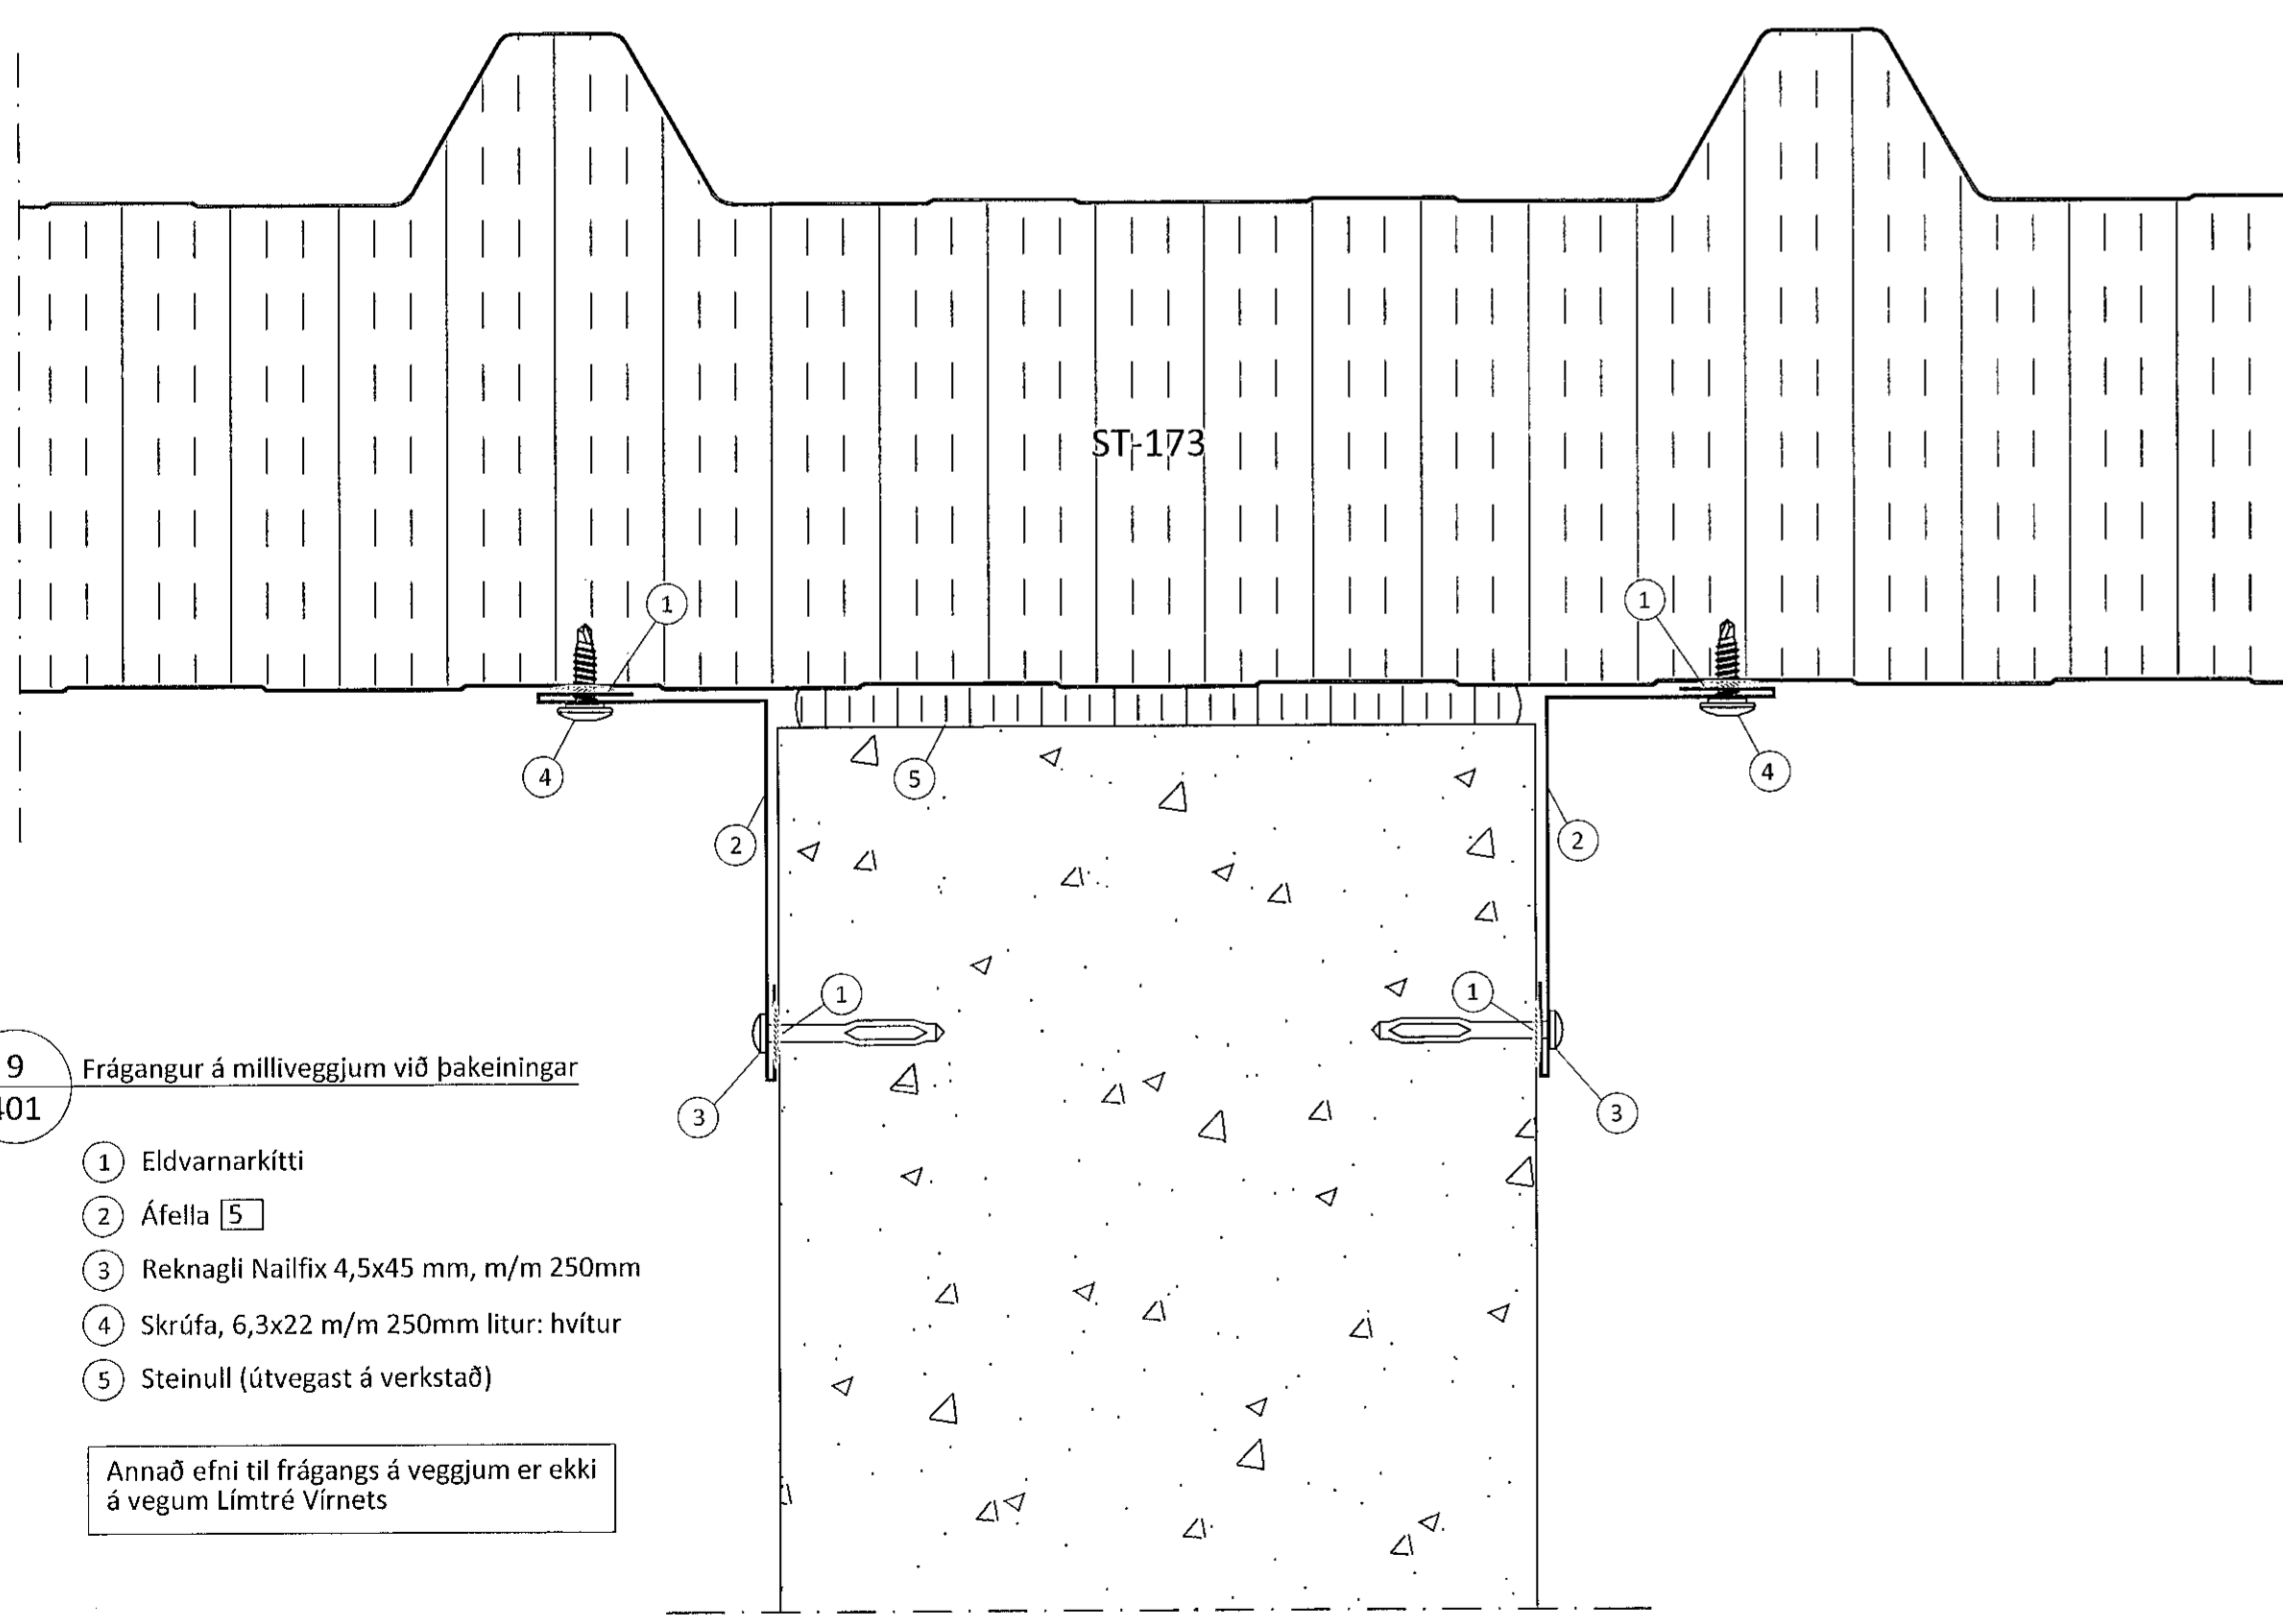 ST-173
1
1
4
5
4
2
2
1
1
3
3
9
Frágangur á milliveggjum við þakeiningar
401
1 Eldvarnarkítti
2 Áfella 5
3 Reknagli Nailfix 4,5x45 mm, m/m 250mm
4 Skrúfa, 6,3x22 m/m 250mm litur: hvítur
5 Steinull (útvegast á verkstað)
Annað efni til frágangs á veggjum er ekki
á vegum Límtré Vírnets